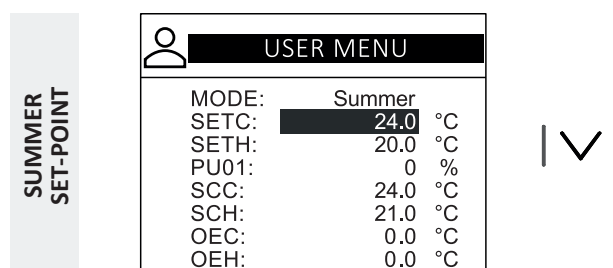 SUMMER
SET-POINT
USER MENU
MODE: Summer
SETC: 24.0 °C
SETH: 20.0 °C
PU01: 0 %
SCC: 24.0 °C
SCH: 21.0 °C
OEC: 0.0 °C
OEH: 0.0 °C